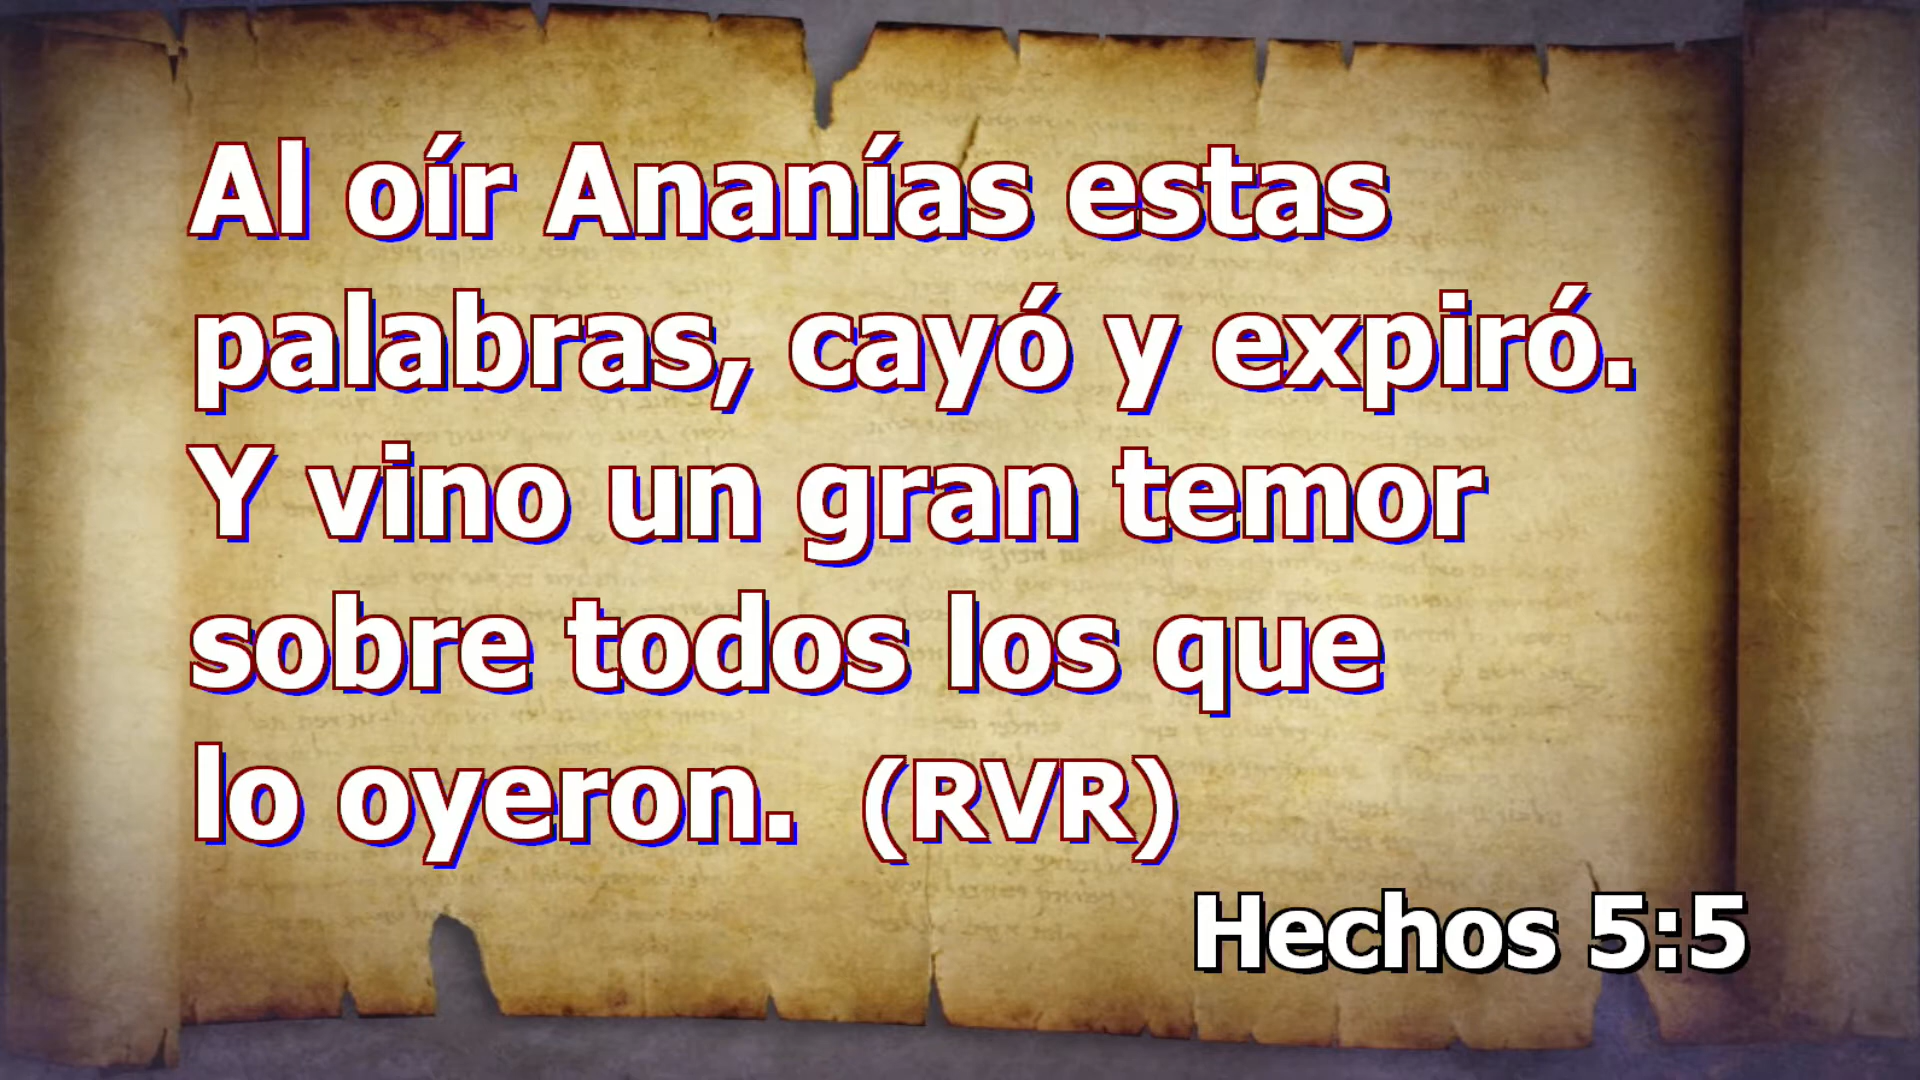 Al oír Ananías estas
palabras, cayó y expiró.
Y vino un gran temor
sobre todos los que
lo oyeron. (RVR)
Hechos 5:5